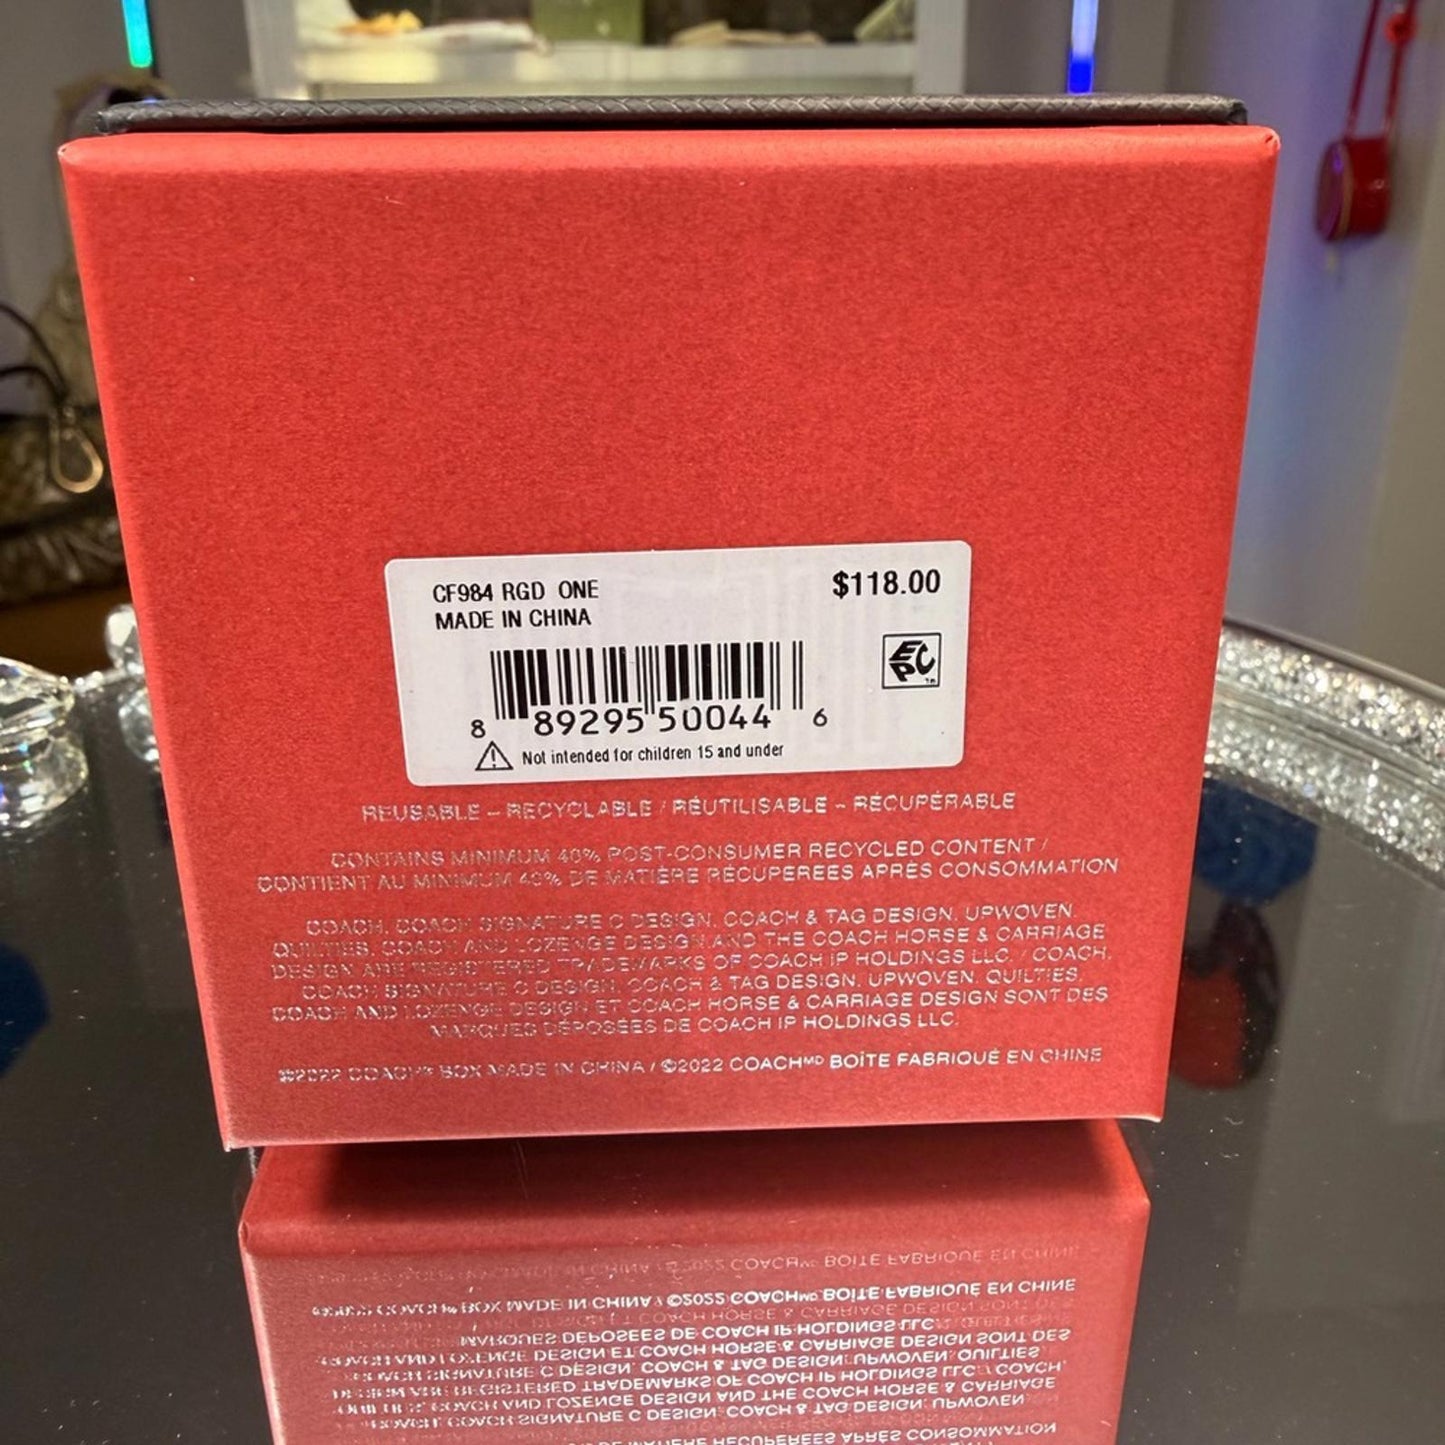 CF984 RGD ONE $118.00
MADE IN CHINA
EPC TM
8 89295 50044 6
Not intended for children 15 and under
REUSABLE – RECYCLABLE / RÉUTILISABLE – RÉCUPÉRABLE
CONTAINS MINIMUM 40% POST-CONSUMER RECYCLED CONTENT /
CONTIENT AU MINIMUM 40% DE MATIÈRE RÉCUPÉRÉES APRÈS CONSOMMATION
COACH, COACH SIGNATURE C DESIGN, COACH & TAG DESIGN, UPWOVEN,
QUILTIES, COACH AND LOZENGE DESIGN AND THE COACH HORSE & CARRIAGE
DESIGN ARE REGISTERED TRADEMARKS OF COACH IP HOLDINGS LLC. / COACH,
COACH SIGNATURE C DESIGN, COACH & TAG DESIGN, UPWOVEN, QUILTIES,
COACH AND LOZENGE DESIGN ET COACH HORSE & CARRIAGE DESIGN SONT DES
MARQUES DÉPOSÉES DE COACH IP HOLDINGS LLC.
©2022 COACH® BOX MADE IN CHINA / ©2022 COACHMD BOÎTE FABRIQUÉ EN CHINE